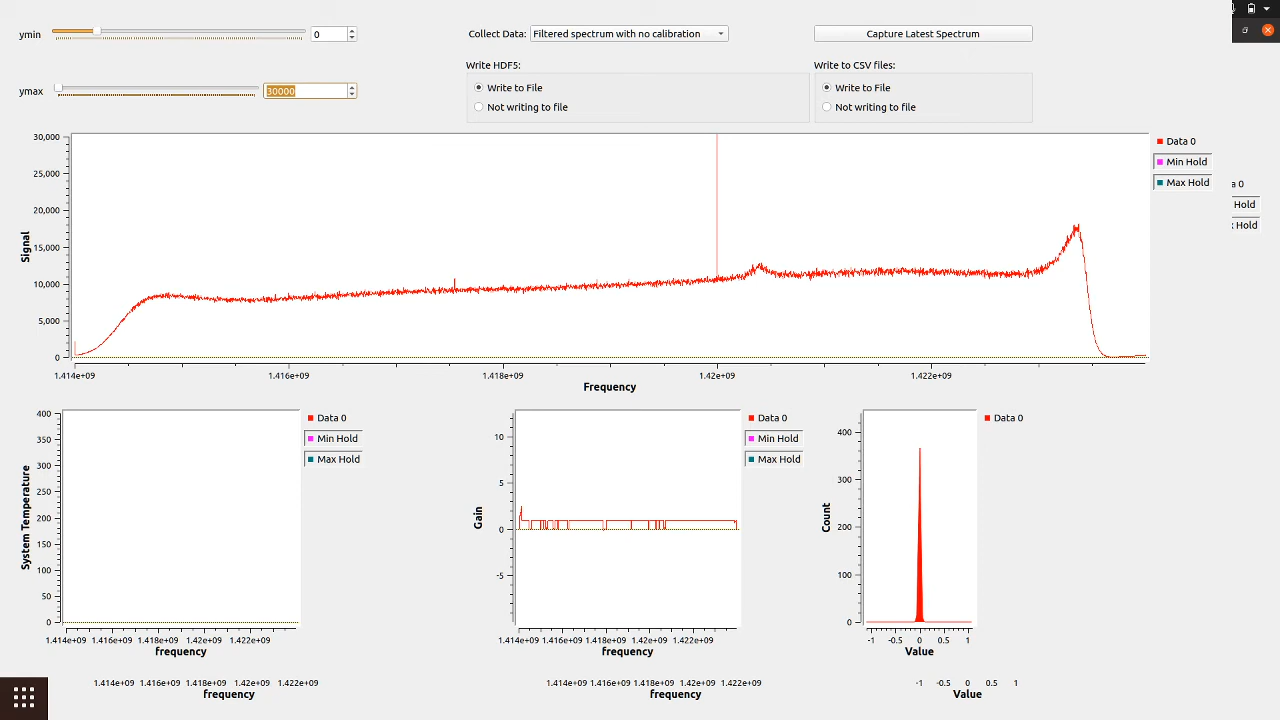 ymin 0 Collect Data: Filtered spectrum with no calibration Capture Latest Spectrum
Write HDF5: Write to CSV files:
ymax 30000 Write to File Write to File
Not writing to file Not writing to file
30,000
25,000
20,000
15,000
10,000
5,000
0
Signal
1.414e+09 1.416e+09 1.418e+09 1.42e+09 1.422e+09
Frequency
Data 0
Min Hold
Max Hold
a 0
Hold
Hold
400
350
300
250
200
150
100
50
0
System Temperature
1.414e+09 1.416e+09 1.418e+09 1.42e+09 1.422e+09
frequency
Data 0
Min Hold
Max Hold
10
5
0
-5
Gain
1.414e+09 1.416e+09 1.418e+09 1.42e+09 1.422e+09
frequency
Data 0
Min Hold
Max Hold
400
300
200
100
0
Count
-1 -0.5 0 0.5 1
Value
Data 0
1.414e+09 1.416e+09 1.418e+09 1.42e+09 1.422e+09 1.414e+09 1.416e+09 1.418e+09 1.42e+09 1.422e+09 -1 -0.5 0 0.5 1
frequency frequency Value